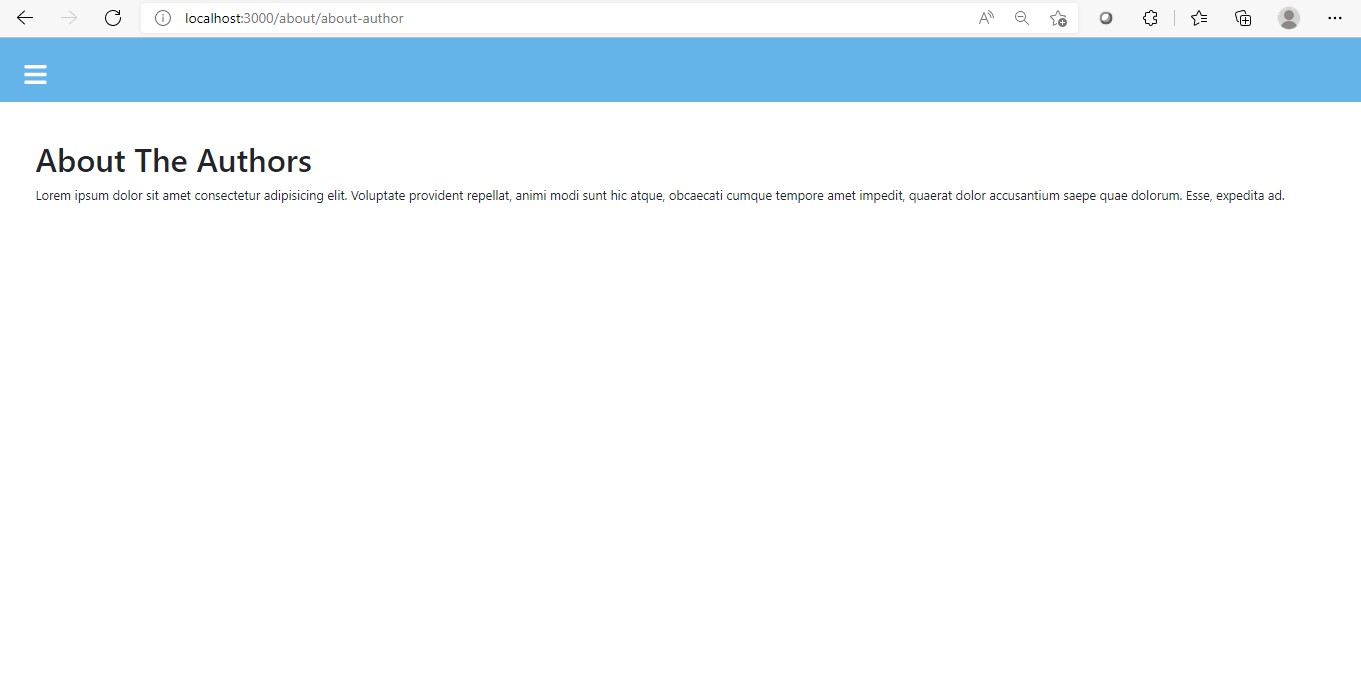 localhost:3000/about/about-author
About The Authors
Lorem ipsum dolor sit amet consectetur adipisicing elit. Voluptate provident repellat, animi modi sunt hic atque, obcaecati cumque tempore amet impedit, quaerat dolor accusantium saepe quae dolorum. Esse, expedita ad.